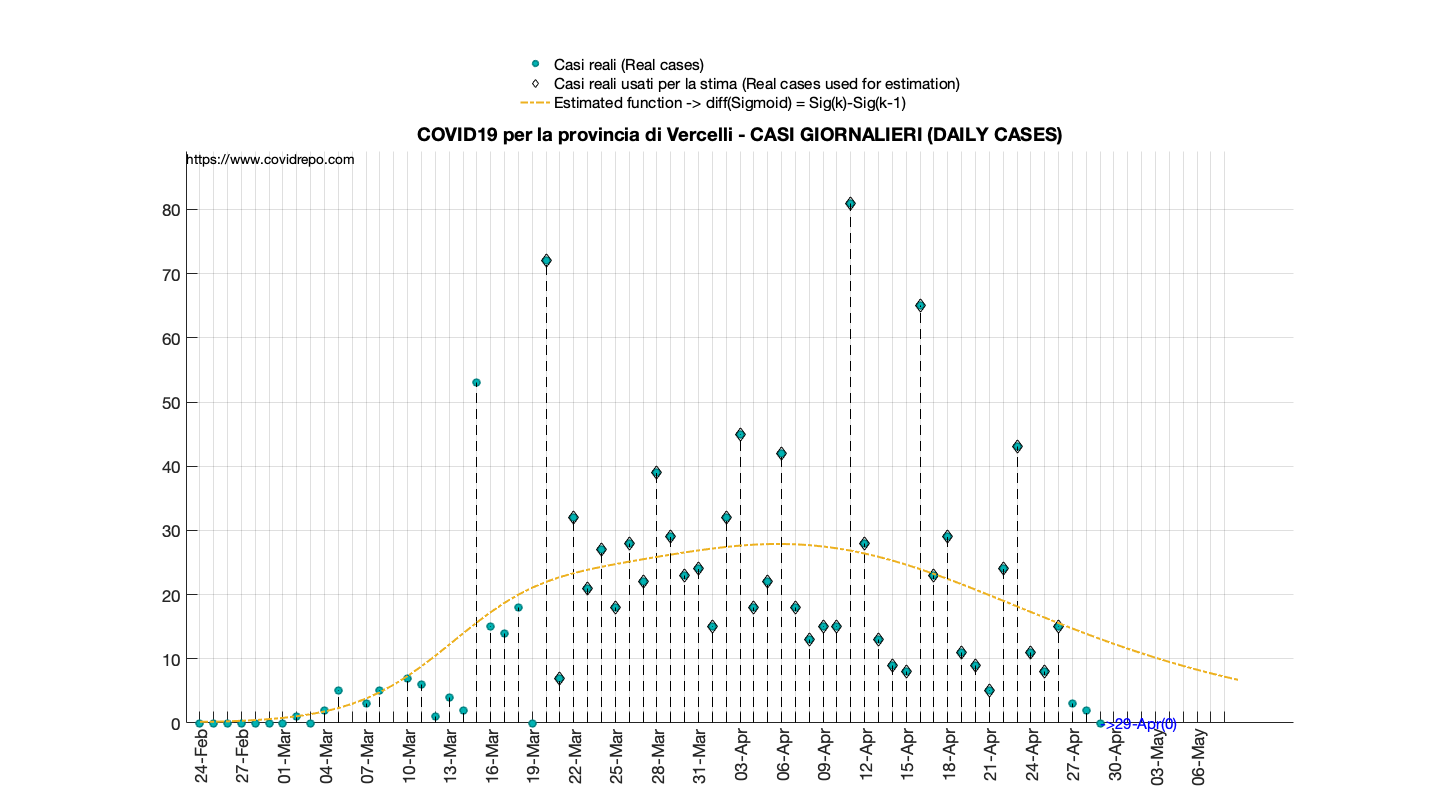 Casi reali (Real cases)
Casi reali usati per la stima (Real cases used for estimation)
Estimated function -> diff(Sigmoid) = Sig(k)-Sig(k-1)
COVID19 per la provincia di Vercelli - CASI GIORNALIERI (DAILY CASES)
https://www.covidrepo.com
80
70
60
50
40
30
20
10
0
->29-Apr(0)
24-Feb
27-Feb
01-Mar
04-Mar
07-Mar
10-Mar
13-Mar
16-Mar
19-Mar
22-Mar
25-Mar
28-Mar
31-Mar
03-Apr
06-Apr
09-Apr
12-Apr
15-Apr
18-Apr
21-Apr
24-Apr
27-Apr
30-Apr
03-May
06-May